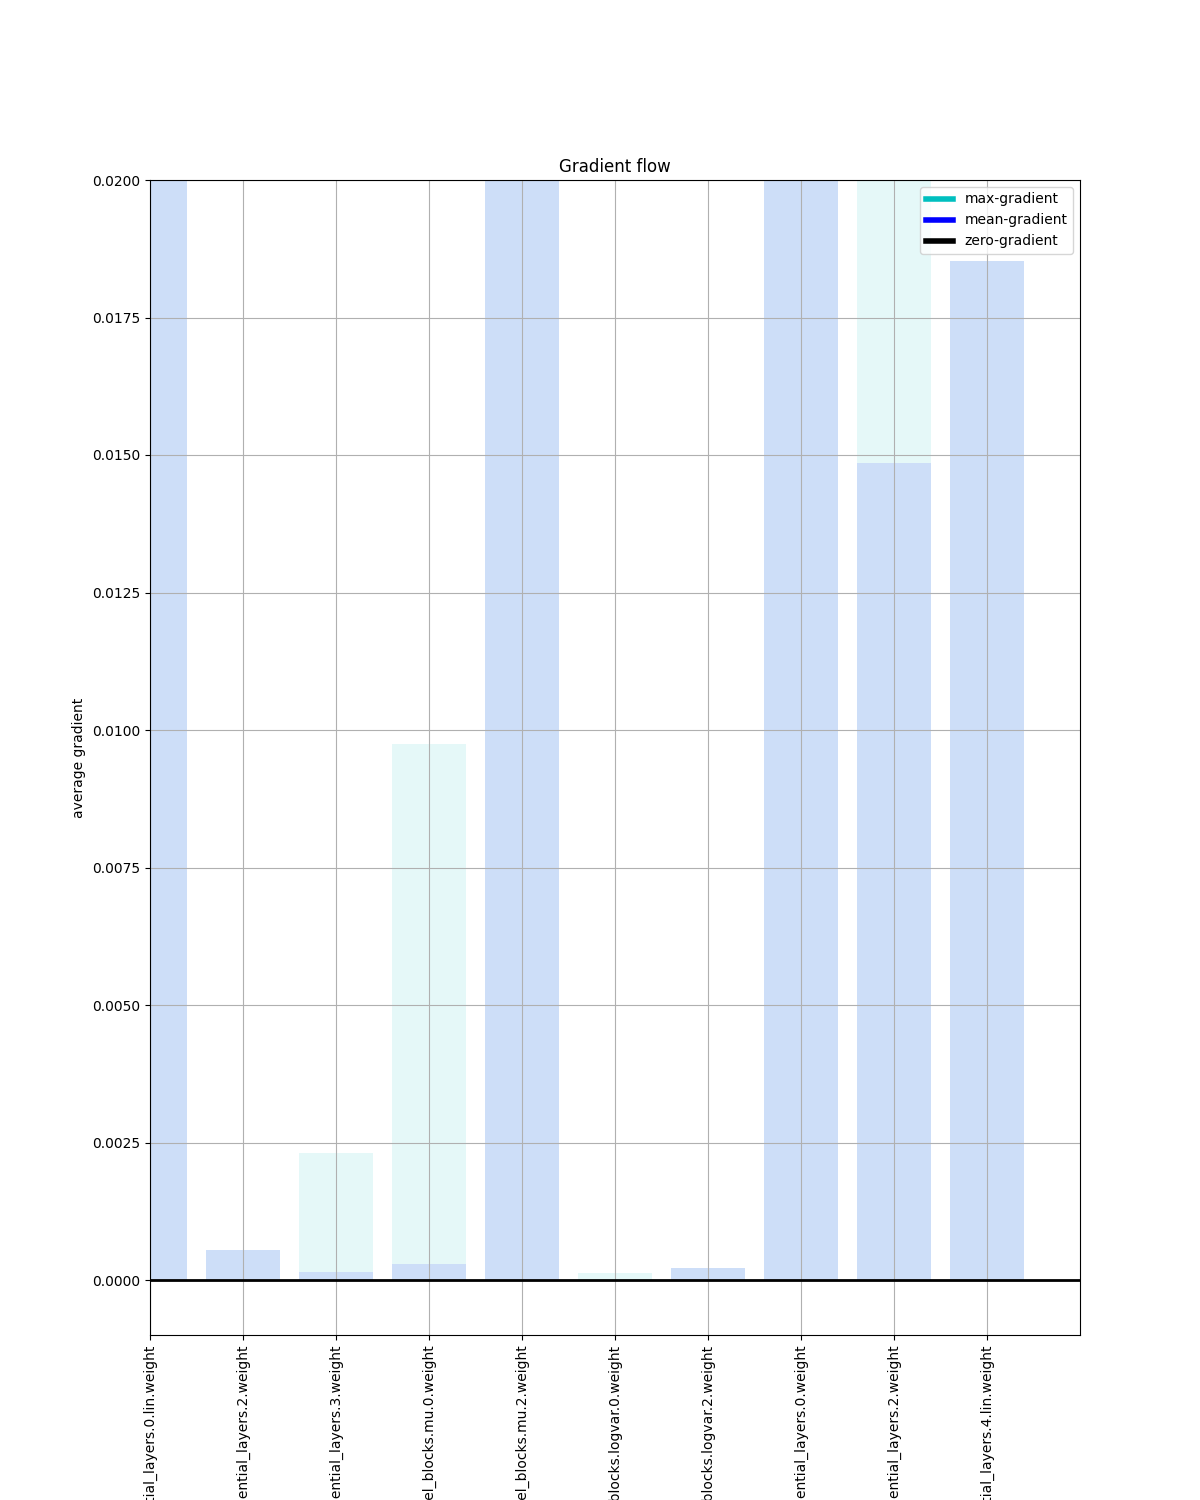 Gradient flow
max-gradient
mean-gradient
zero-gradient
average gradient
0.0200
0.0175
0.0150
0.0125
0.0100
0.0075
0.0050
0.0025
0.0000
tial_layers.0.lin.weight
ential_layers.2.weight
ential_layers.3.weight
el_blocks.mu.0.weight
el_blocks.mu.2.weight
blocks.logvar.0.weight
blocks.logvar.2.weight
ential_layers.0.weight
ential_layers.2.weight
tial_layers.4.lin.weight